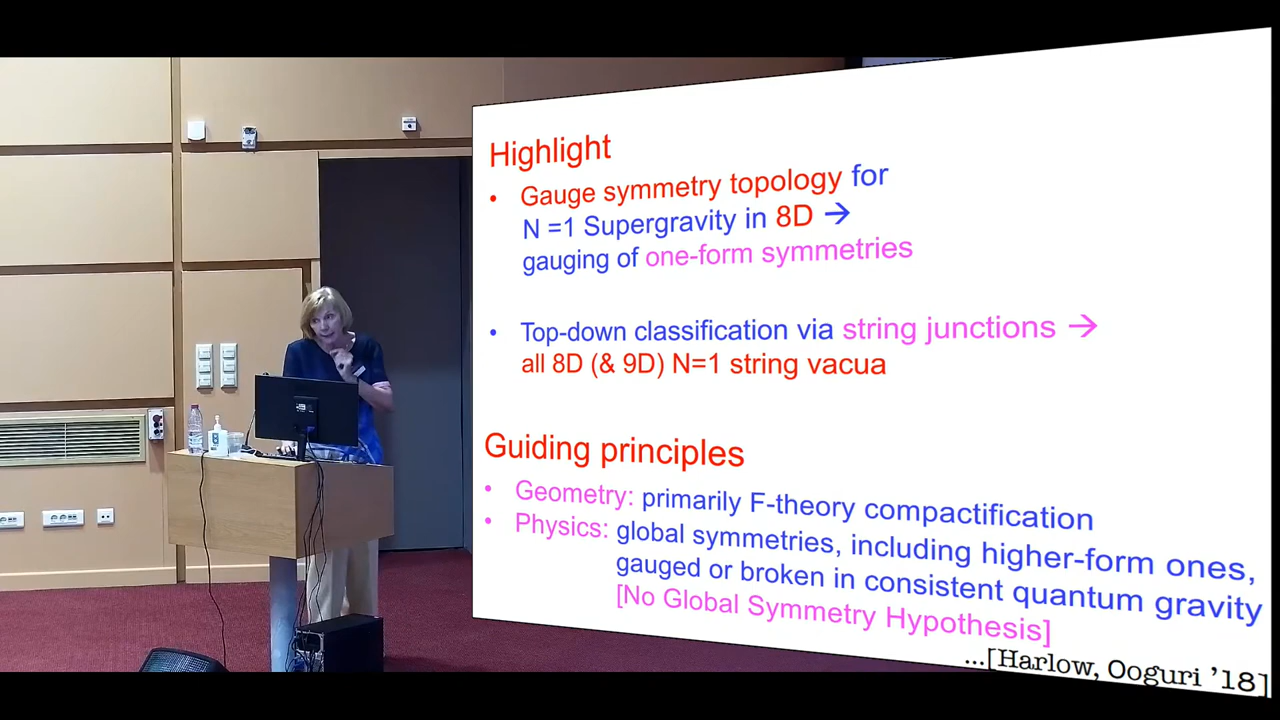 Highlight
• Gauge symmetry topology for
N =1 Supergravity in 8D →
gauging of one-form symmetries
• Top-down classification via string junctions →
all 8D (& 9D) N=1 string vacua
Guiding principles
• Geometry: primarily F-theory compactification
• Physics: global symmetries, including higher-form ones,
gauged or broken in consistent quantum gravity
[No Global Symmetry Hypothesis]
...[Harlow, Ooguri ’18]